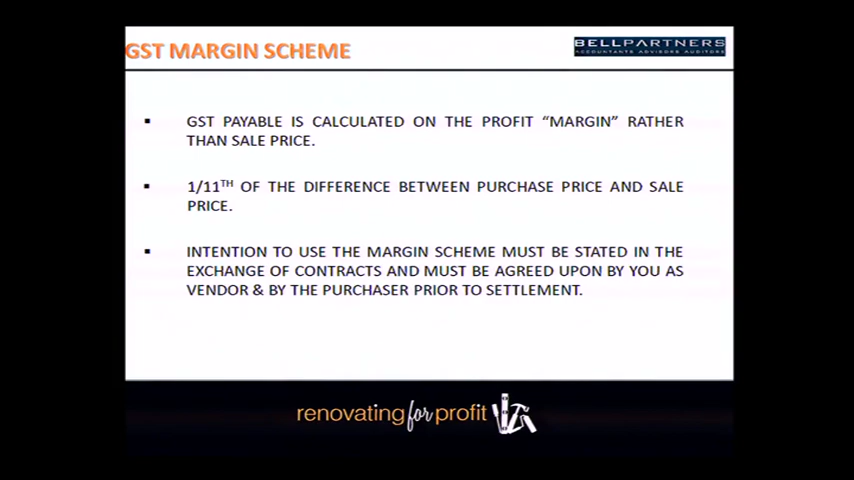 GST MARGIN SCHEME
BELLPARTNERS
ACCOUNTANTS ADVISORS AUDITORS
▪ GST PAYABLE IS CALCULATED ON THE PROFIT “MARGIN” RATHER
THAN SALE PRICE.
▪ 1/11TH OF THE DIFFERENCE BETWEEN PURCHASE PRICE AND SALE
PRICE.
▪ INTENTION TO USE THE MARGIN SCHEME MUST BE STATED IN THE
EXCHANGE OF CONTRACTS AND MUST BE AGREED UPON BY YOU AS
VENDOR & BY THE PURCHASER PRIOR TO SETTLEMENT.
renovating for profit